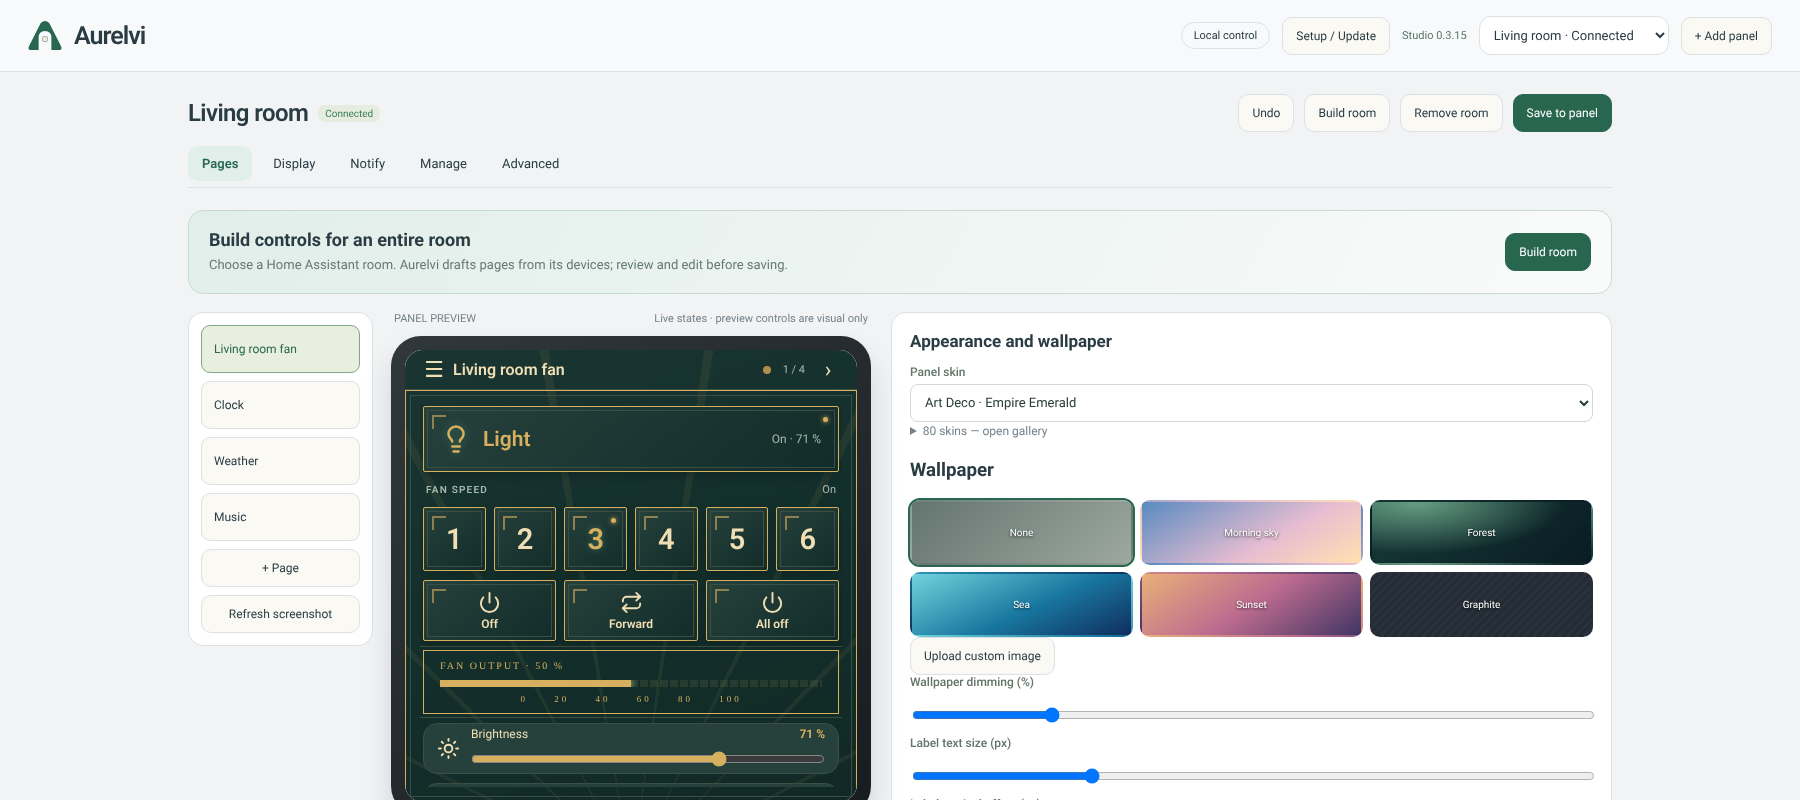 Aurelvi
Local control
Setup / Update
Studio 0.3.15
Living room · Connected
+ Add panel
Living room
Connected
Undo
Build room
Remove room
Save to panel
Pages
Display
Notify
Manage
Advanced
Build controls for an entire room
Choose a Home Assistant room. Aurelvi drafts pages from its devices; review and edit before saving.
Build room
Living room fan
Clock
Weather
Music
+ Page
Refresh screenshot
PANEL PREVIEW
Live states · preview controls are visual only
Living room fan
1 / 4
Light
On · 71 %
FAN SPEED
On
1 2 3 4 5 6
Off
Forward
All off
FAN OUTPUT · 50 %
0 20 40 60 80 100
Brightness
71 %
Appearance and wallpaper
Panel skin
Art Deco · Empire Emerald
80 skins — open gallery
Wallpaper
None
Morning sky
Forest
Sea
Sunset
Graphite
Upload custom image
Wallpaper dimming (%)
Label text size (px)